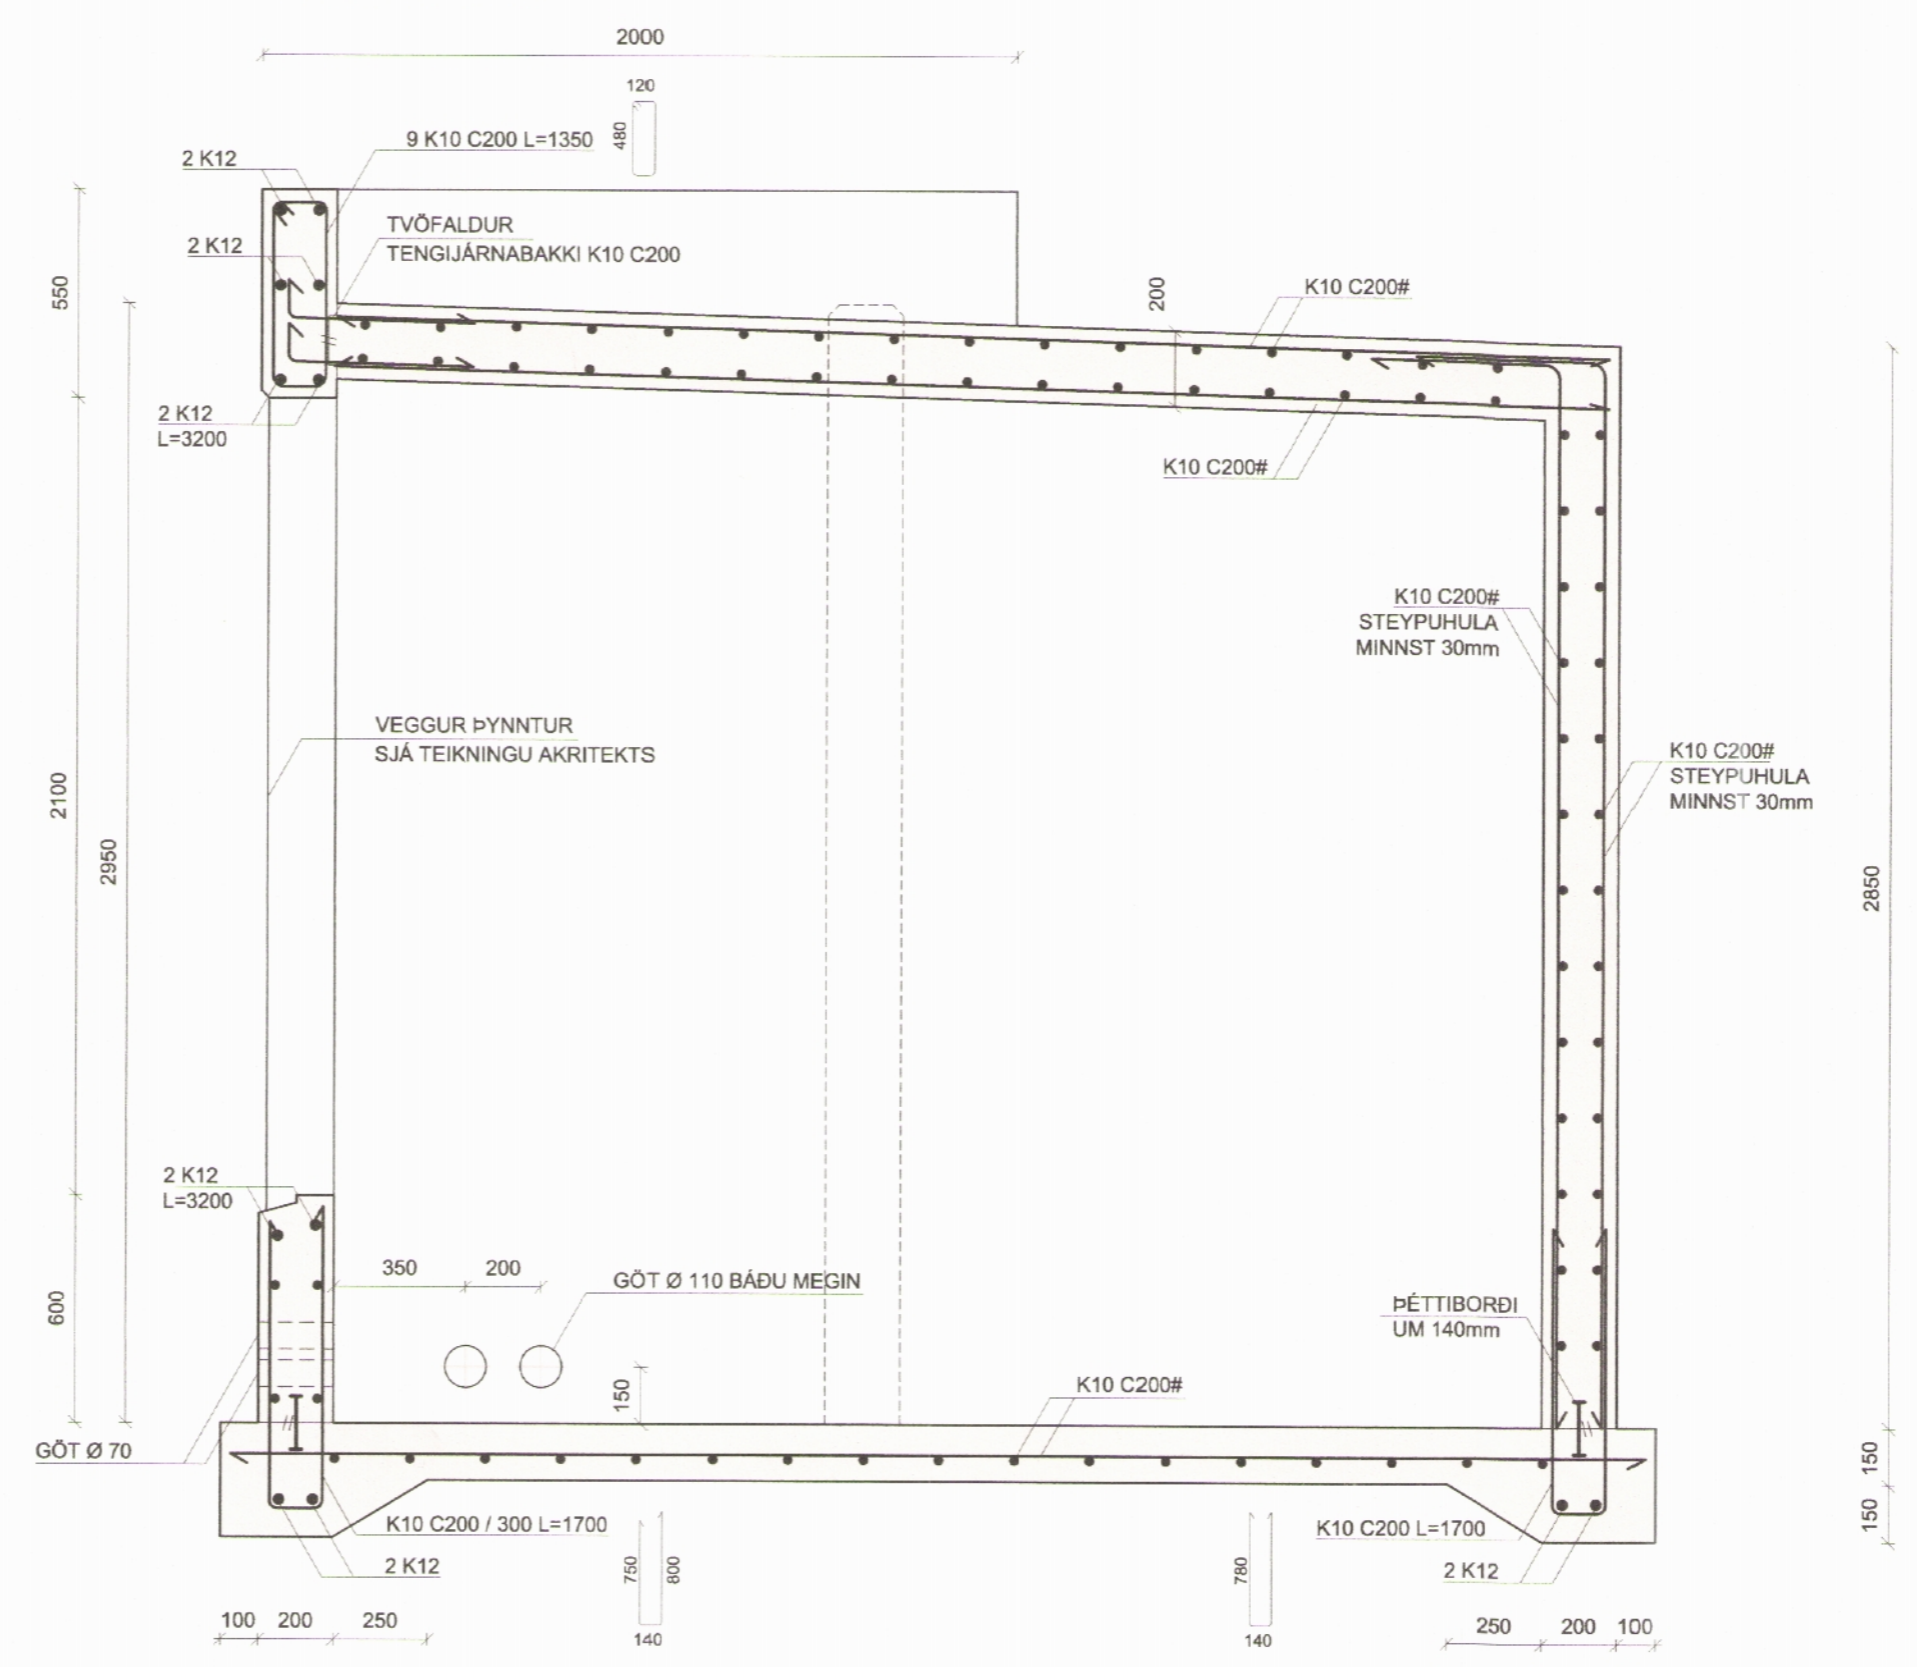 2000
120
480
9 K10 C200 L=1350
2 K12
TVÖFALDUR
TENGIJÁRNABAKKI K10 C200
2 K12
550
200
K10 C200#
2 K12
L=3200
K10 C200#
K10 C200#
STEYPUHULA
MINNST 30mm
VEGGUR ÞYNNTUR
SJÁ TEIKNINGU AKRITEKTS
K10 C200#
STEYPUHULA
MINNST 30mm
2100
2950
2850
2 K12
L=3200
350
200
GÖT Ø 110 BÁÐU MEGIN
600
ÞÉTTIBORÐI
UM 140mm
150
K10 C200#
GÖT Ø 70
150
150
K10 C200 / 300 L=1700
K10 C200 L=1700
2 K12
750
800
780
2 K12
100
200
250
140
140
250
200
100